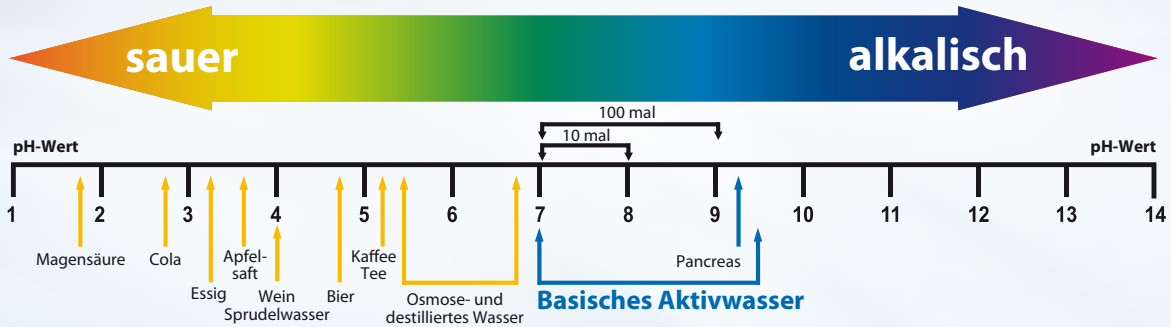 sauer
alkalisch
100 mal
10 mal
pH-Wert
pH-Wert
1 2 3 4 5 6 7 8 9 10 11 12 13 14
Magensäure
Cola
Essig
Apfel-
saft
Wein
Sprudelwasser
Bier
Kaffee
Tee
Osmose- und
destilliertes Wasser
Basisches Aktivwasser
Pancreas